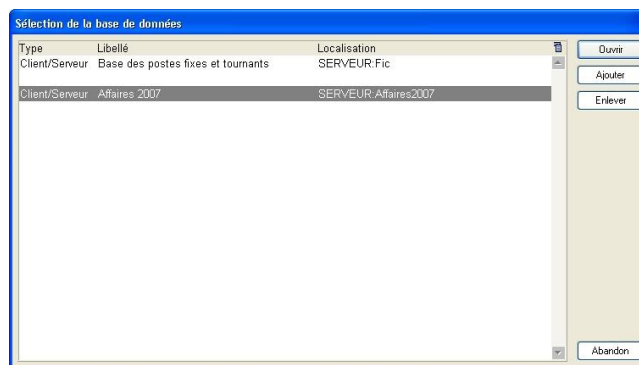 Sélection de la base de données
Type Libellé Localisation
Ouvrir
Client/Serveur Base des postes fixes et tournants SERVEUR:Fic
Ajouter
Client/Serveur Affaires 2007 SERVEUR:Affaires2007
Enlever
Abandon